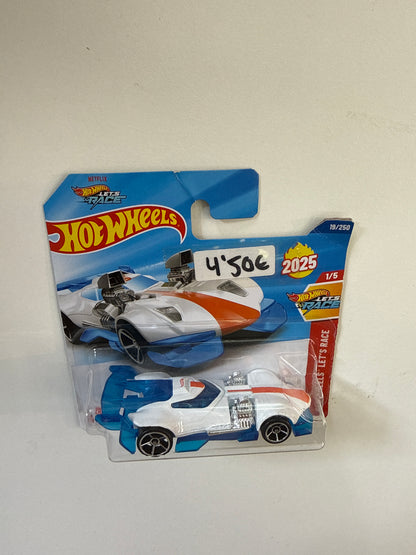 NETFLIX
Hot Wheels
LET'S
RACE
Hot Wheels
4'50€
19/250
2025
1/5
Hot Wheels
LET'S
RACE
WHEELS LET'S RACE